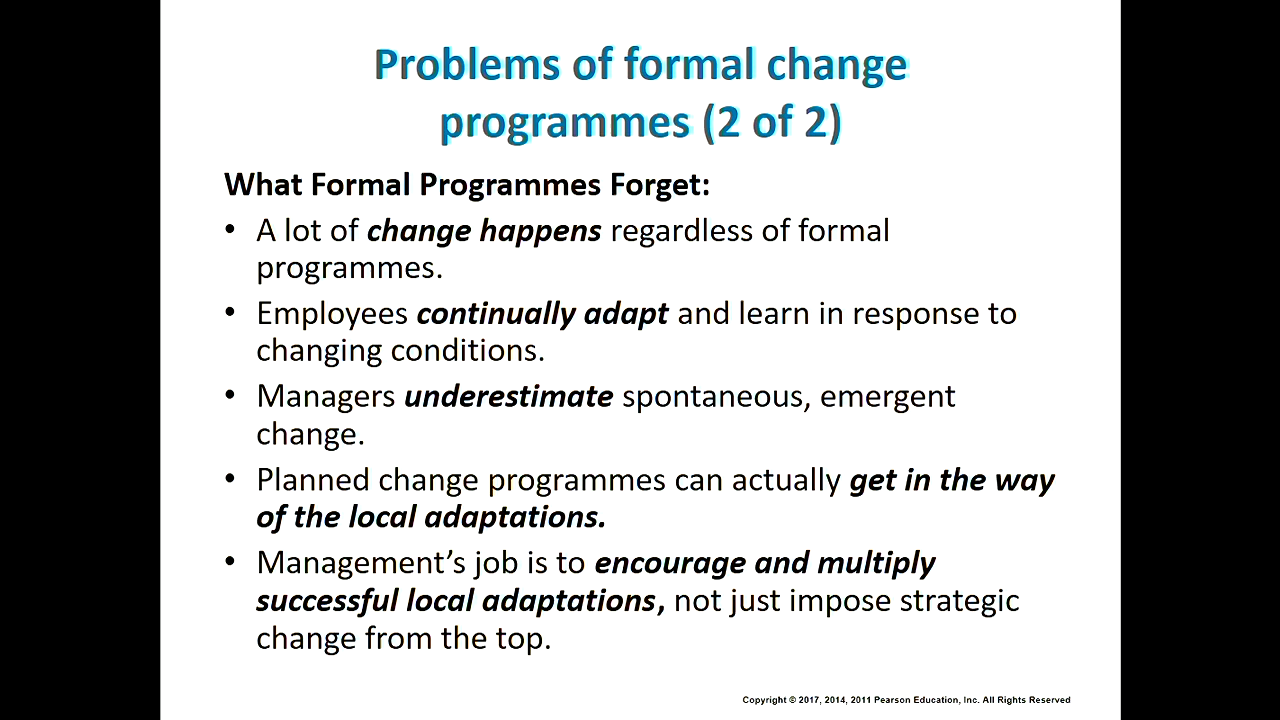 Problems of formal change
programmes (2 of 2)
What Formal Programmes Forget:
• A lot of change happens regardless of formal
programmes.
• Employees continually adapt and learn in response to
changing conditions.
• Managers underestimate spontaneous, emergent
change.
• Planned change programmes can actually get in the way
of the local adaptations.
• Management’s job is to encourage and multiply
successful local adaptations, not just impose strategic
change from the top.
Copyright © 2017, 2014, 2011 Pearson Education, Inc. All Rights Reserved